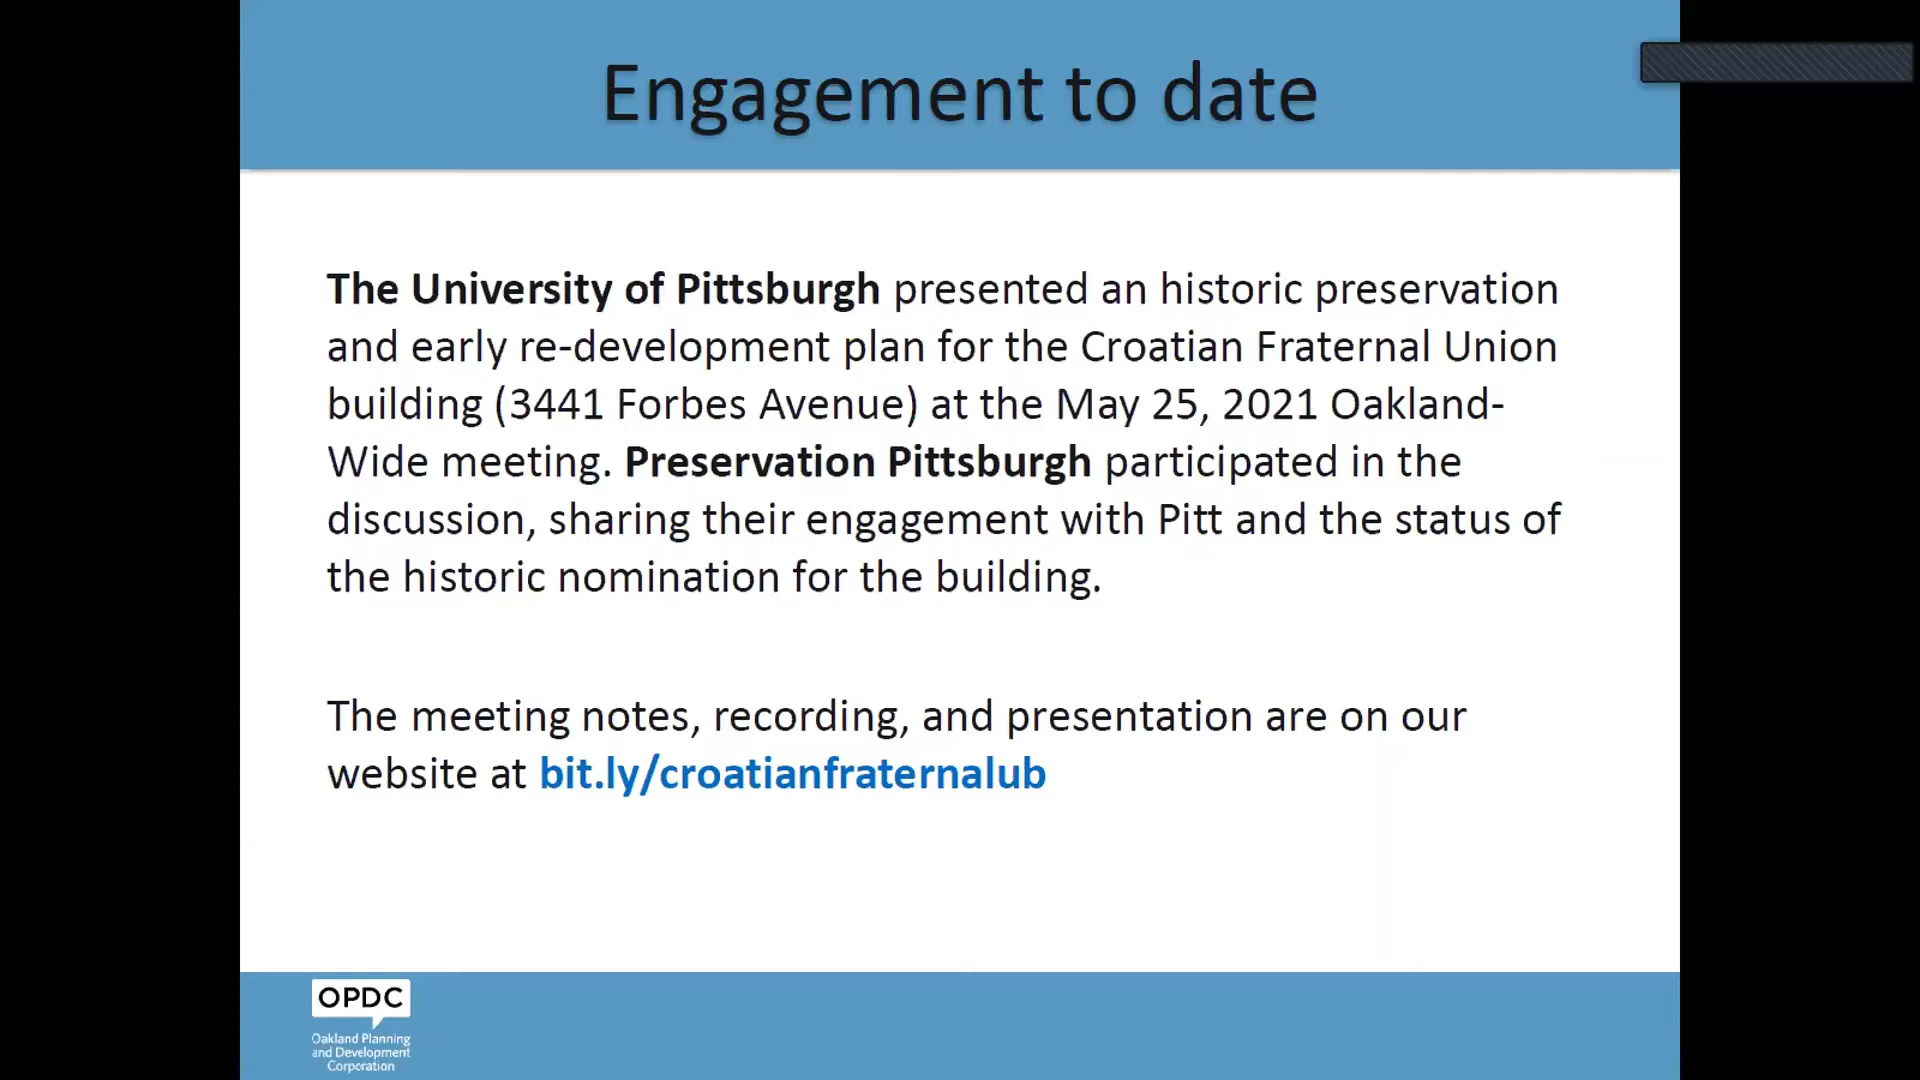 Engagement to date
The University of Pittsburgh presented an historic preservation
and early re-development plan for the Croatian Fraternal Union
building (3441 Forbes Avenue) at the May 25, 2021 Oakland-
Wide meeting. Preservation Pittsburgh participated in the
discussion, sharing their engagement with Pitt and the status of
the historic nomination for the building.
The meeting notes, recording, and presentation are on our
website at bit.ly/croatianfraternalub
OPDC
Oakland Planning
and Development
Corporation